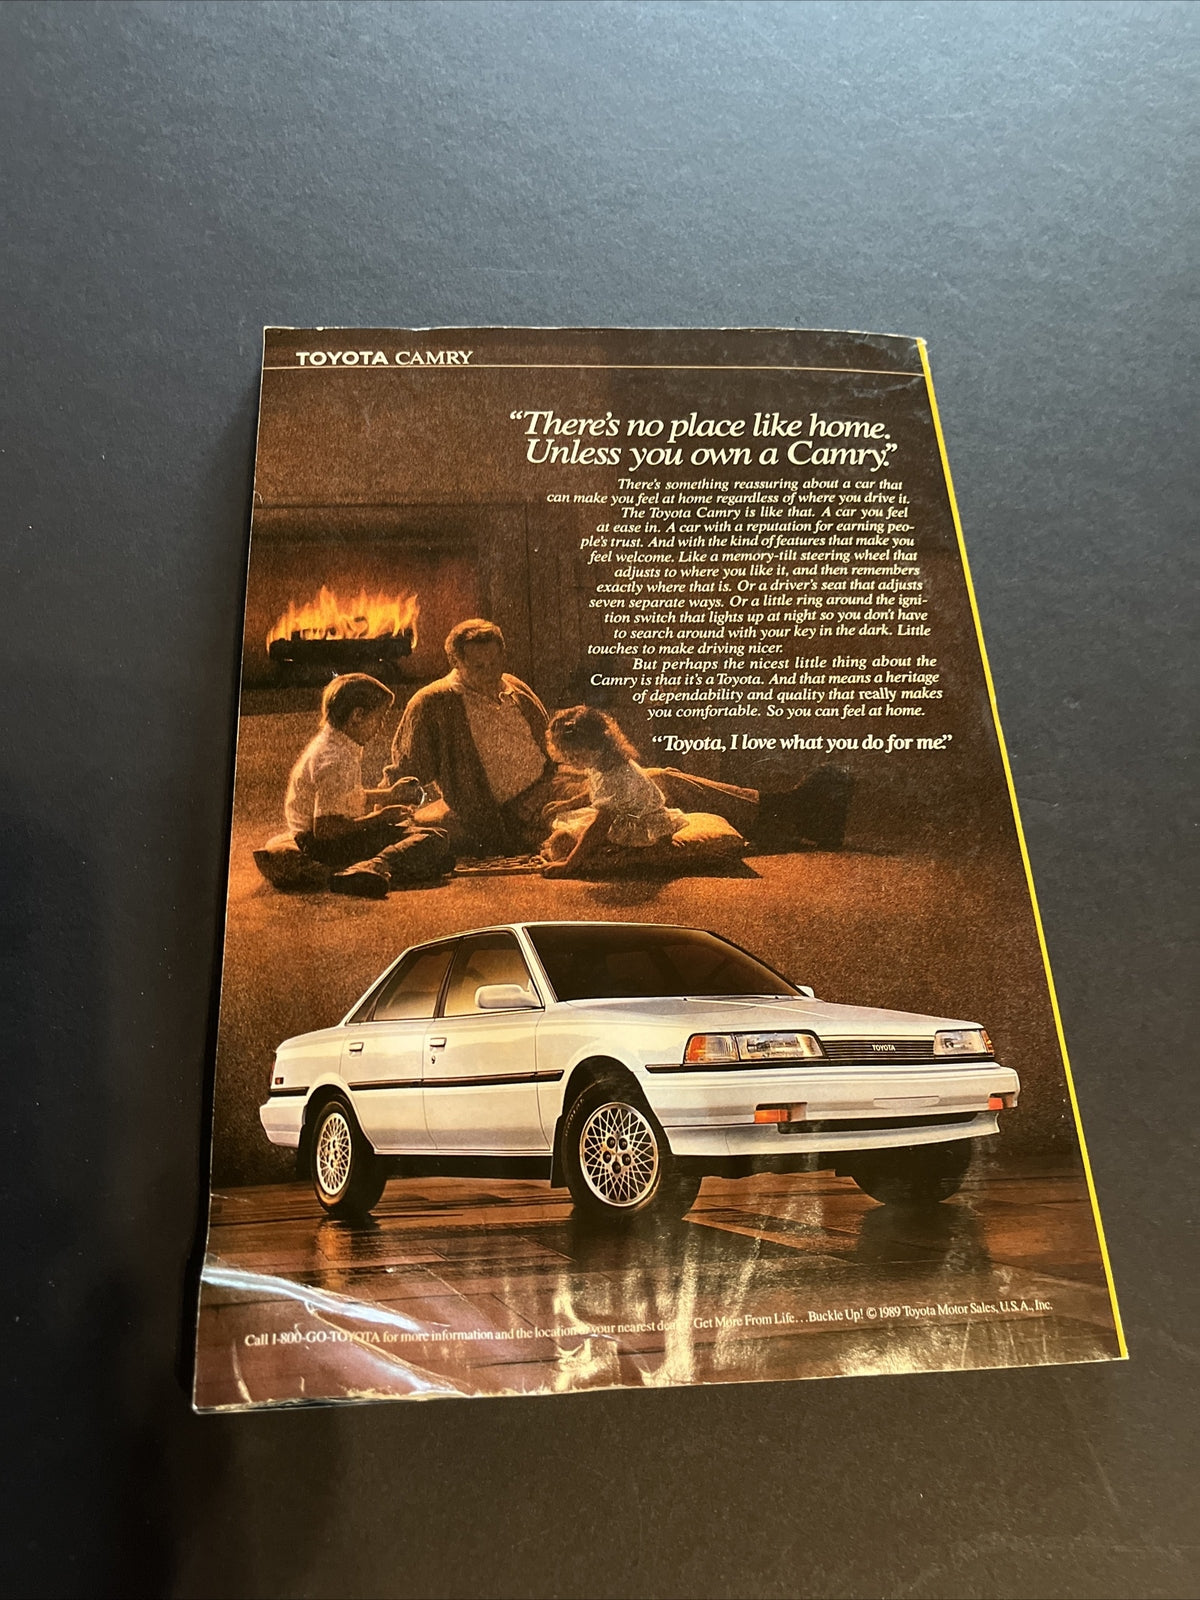 TOYOTA CAMRY
“There's no place like home.
Unless you own a Camry.”
There's something reassuring about a car that
can make you feel at home regardless of where you drive it.
The Toyota Camry is like that. A car you feel
at ease in. A car with a reputation for earning peo-
ple's trust. And with the kind of features that make you
feel welcome. Like a memory-tilt steering wheel that
adjusts to where you like it, and then remembers
exactly where that is. Or a driver's seat that adjusts
seven separate ways. Or a little ring around the igni-
tion switch that lights up at night so you don't have
to search around with your key in the dark. Little
touches to make driving nicer.
But perhaps the nicest little thing about the
Camry is that it's a Toyota. And that means a heritage
of dependability and quality that really makes
you comfortable. So you can feel at home.
“Toyota, I love what you do for me.”
TOYOTA
Call 1-800-GO-TOYOTA for more information and the location of your nearest dealer. Get More From Life...Buckle Up! © 1989 Toyota Motor Sales, U.S.A., Inc.